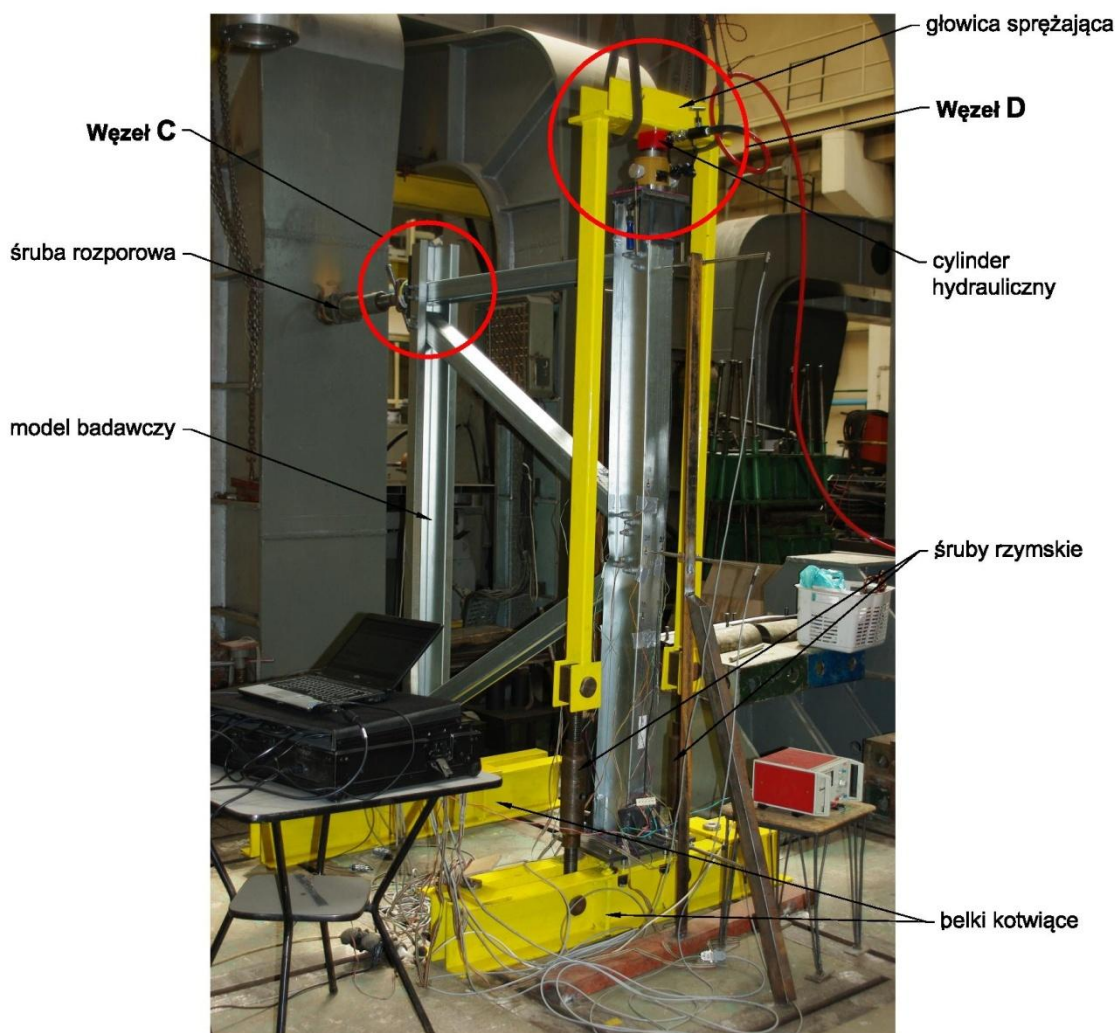 głowica sprężająca
Węzeł D
Węzeł C
śruba rozporowa
cylinder
hydrauliczny
model badawczy
śruby rzymskie
belki kotwiące